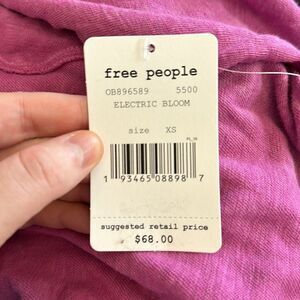 free people
OB896589 5500
ELECTRIC BLOOM
size XS
1 93465 08898 7
suggested retail price
$68.00